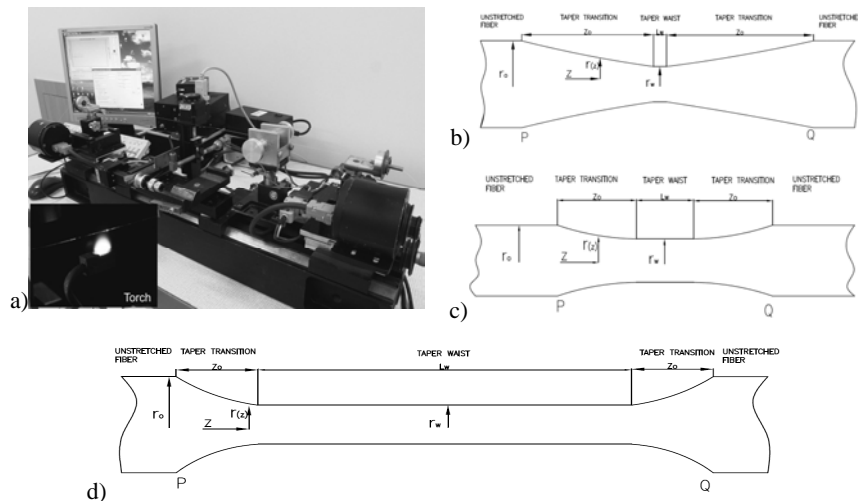 a)
Torch
b)
UNSTRETCHED
FIBER
TAPER TRANSITION
TAPER WAIST
TAPER TRANSITION
UNSTRETCHED
FIBER
Zo
Lw
Zo
ro
Z
r(z)
rw
P
Q
c)
UNSTRETCHED
FIBER
TAPER TRANSITION
TAPER WAIST
TAPER TRANSITION
UNSTRETCHED
FIBER
Zo
Lw
Zo
ro
Z
r(z)
rw
P
Q
d)
UNSTRETCHED
FIBER
TAPER TRANSITION
TAPER WAIST
TAPER TRANSITION
UNSTRETCHED
FIBER
Zo
Lw
Zo
ro
Z
r(z)
rw
P
Q